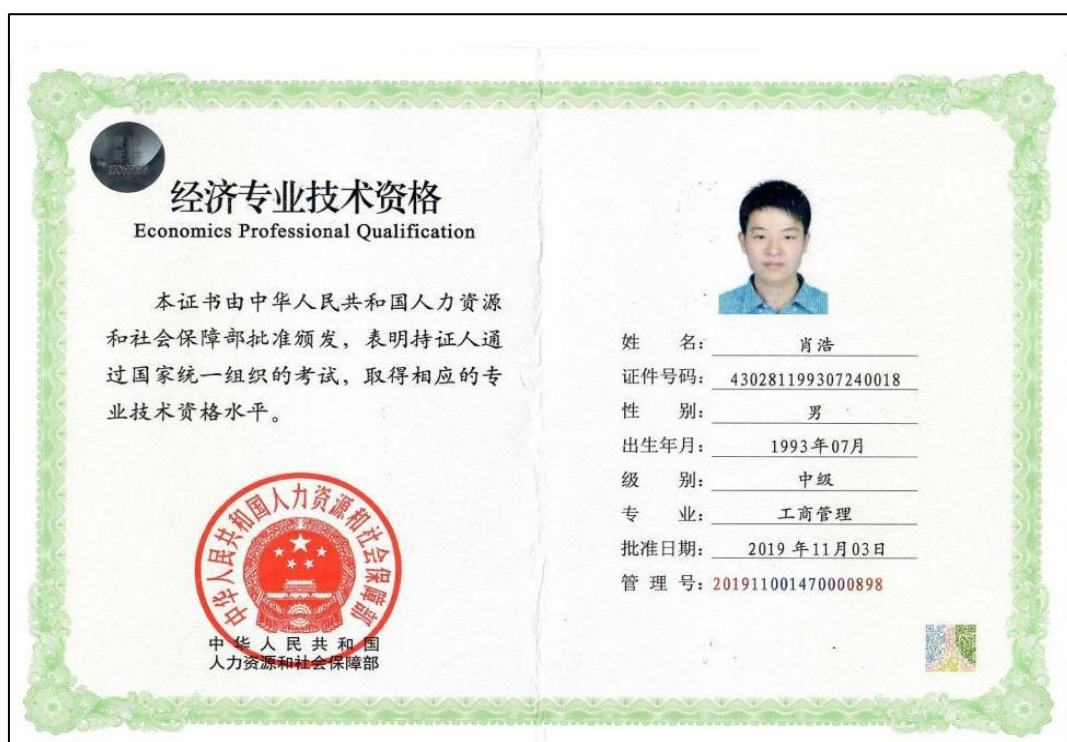 经济专业技术资格
Economics Professional Qualification
本证书由中华人民共和国人力资源
和社会保障部批准颁发，表明持证人通
过国家统一组织的考试，取得相应的专
业技术资格水平。
中华人民共和国人力资源和社会保障部
中华人民共和国
人力资源和社会保障部
姓 名：肖浩
证件号码：430281199307240018
性 别：男
出生年月：1993年07月
级 别：中级
专 业：工商管理
批准日期：2019年11月03日
管 理 号：201911001470000898